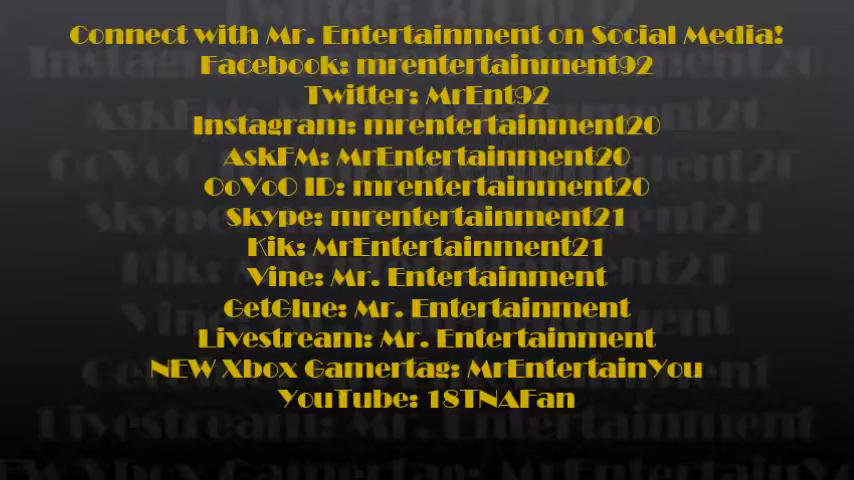 Connect with Mr. Entertainment on Social Media!
Facebook: mrentertainment92
Twitter: MrEnt92
Instagram: mrentertainment20
AskFM: MrEntertainment20
OoVoO ID: mrentertainment20
Skype: mrentertainment21
Kik: MrEntertainment21
Vine: Mr. Entertainment
GetGlue: Mr. Entertainment
Livestream: Mr. Entertainment
NEW Xbox Gamertag: MrEntertainYou
YouTube: 18TNAFan